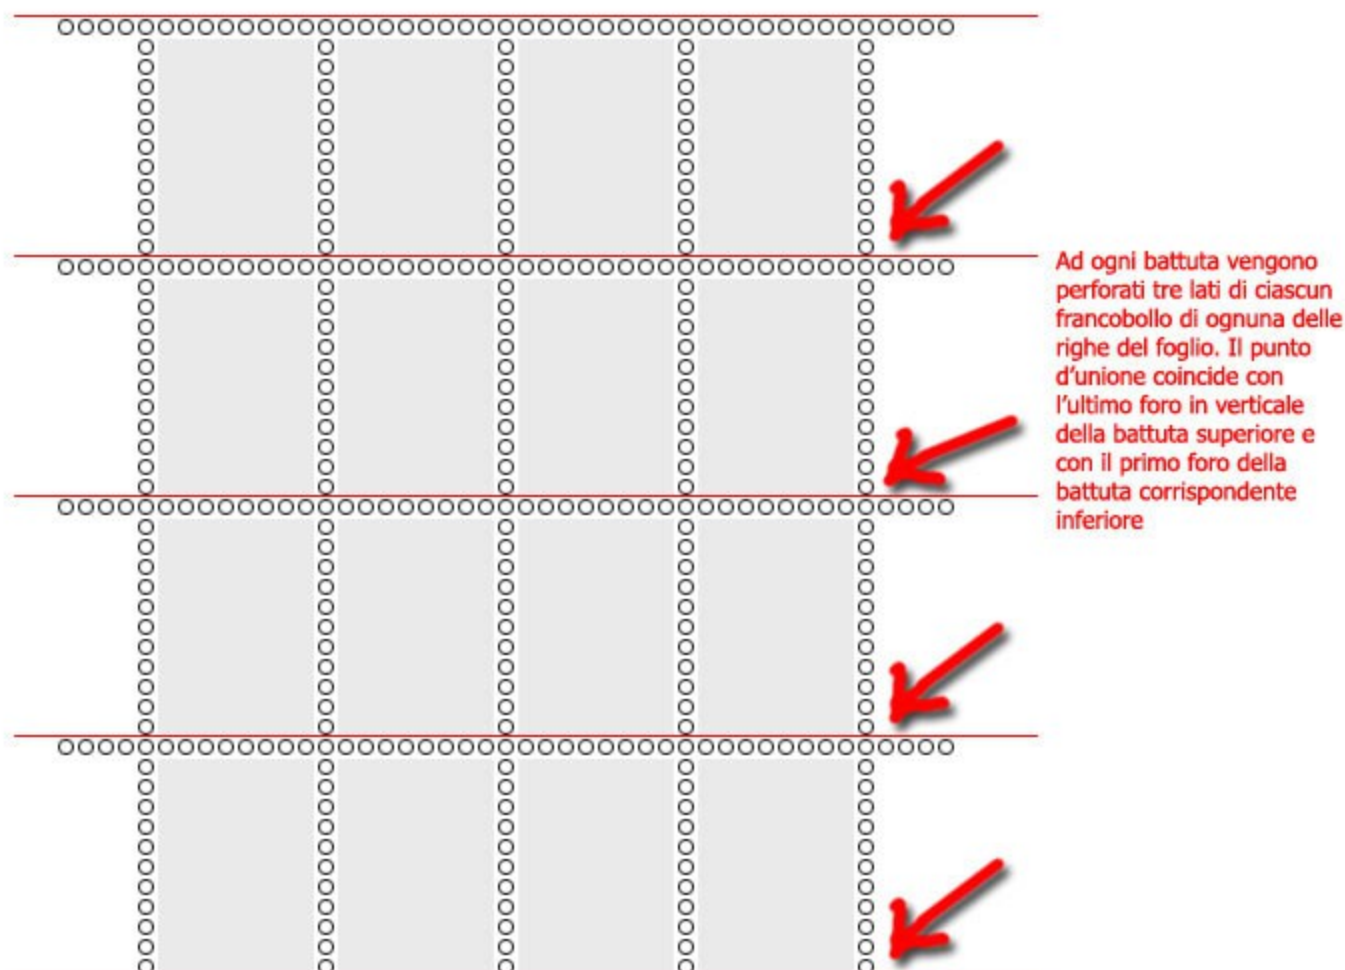 Ad ogni battuta vengono
perforati tre lati di ciascun
francobollo di ognuna delle
righe del foglio. Il punto
d'unione coincide con
l'ultimo foro in verticale
della battuta superiore e
con il primo foro della
battuta corrispondente
inferiore